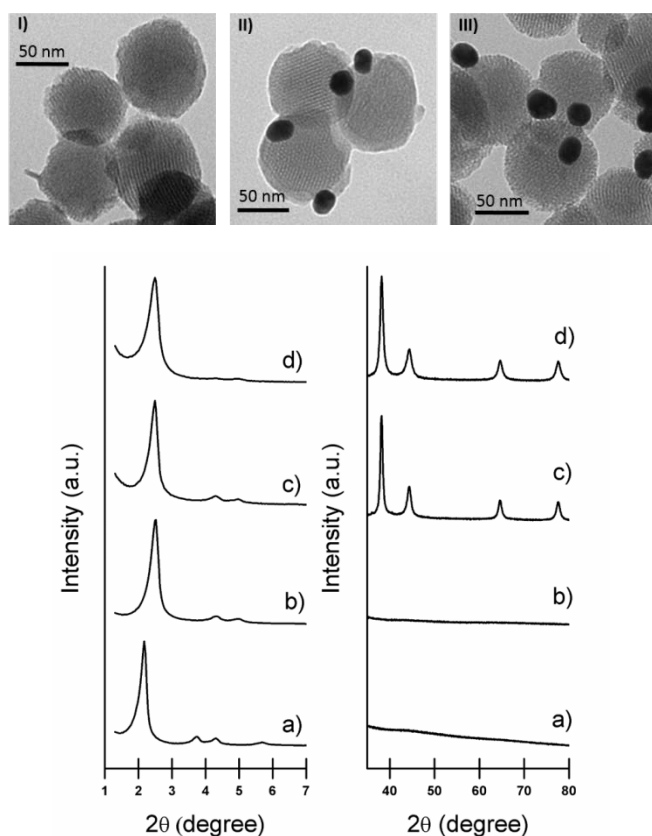 I)
50 nm
II)
50 nm
III)
50 nm
Intensity (a.u.)
d)
c)
b)
a)
1 2 3 4 5 6 7
2θ (degree)
Intensity (a.u.)
d)
c)
b)
a)
40 50 60 70 80
2θ (degree)